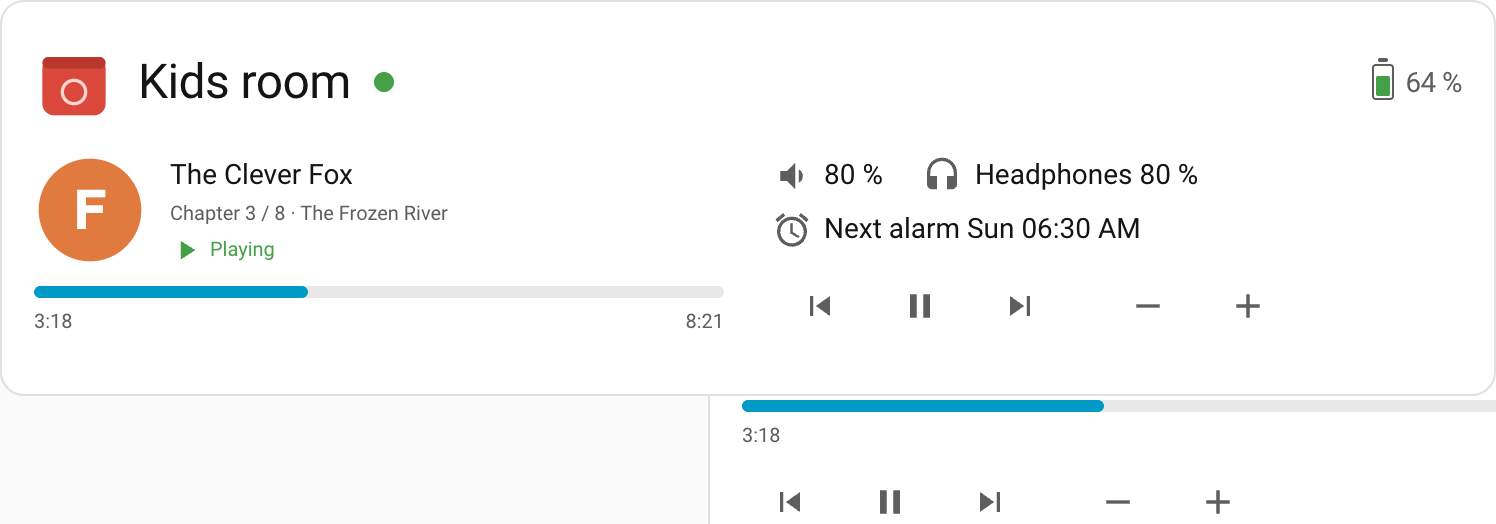 Kids room
64 %
F
The Clever Fox
Chapter 3 / 8 · The Frozen River
Playing
3:18
8:21
80 %
Headphones 80 %
Next alarm Sun 06:30 AM
3:18